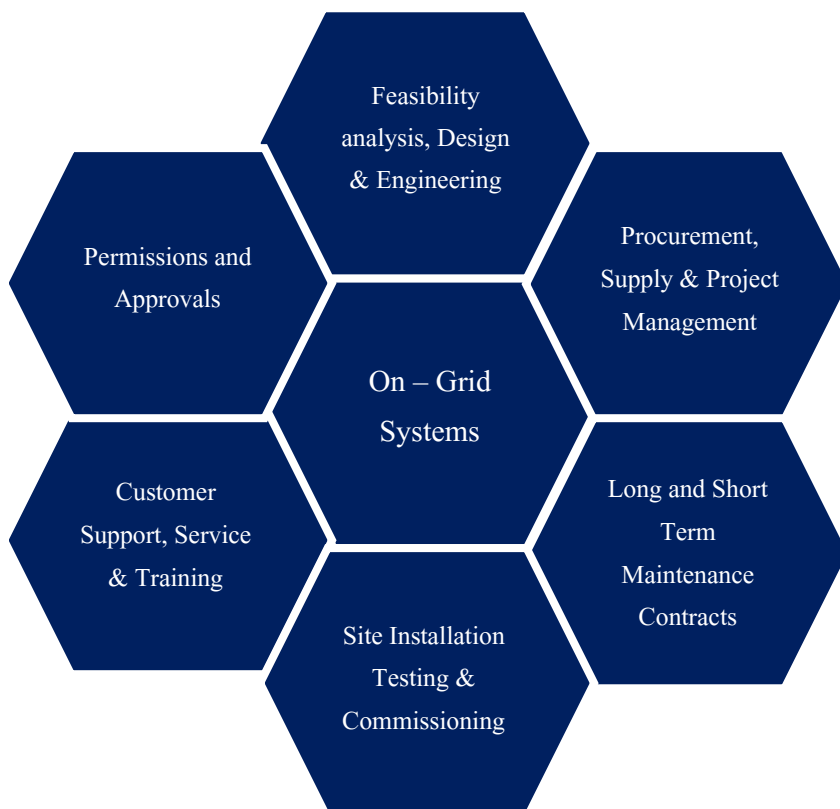 Feasibility
analysis, Design
& Engineering
Permissions and
Approvals
Procurement,
Supply & Project
Management
On – Grid
Systems
Customer
Support, Service
& Training
Long and Short
Term
Maintenance
Contracts
Site Installation
Testing &
Commissioning